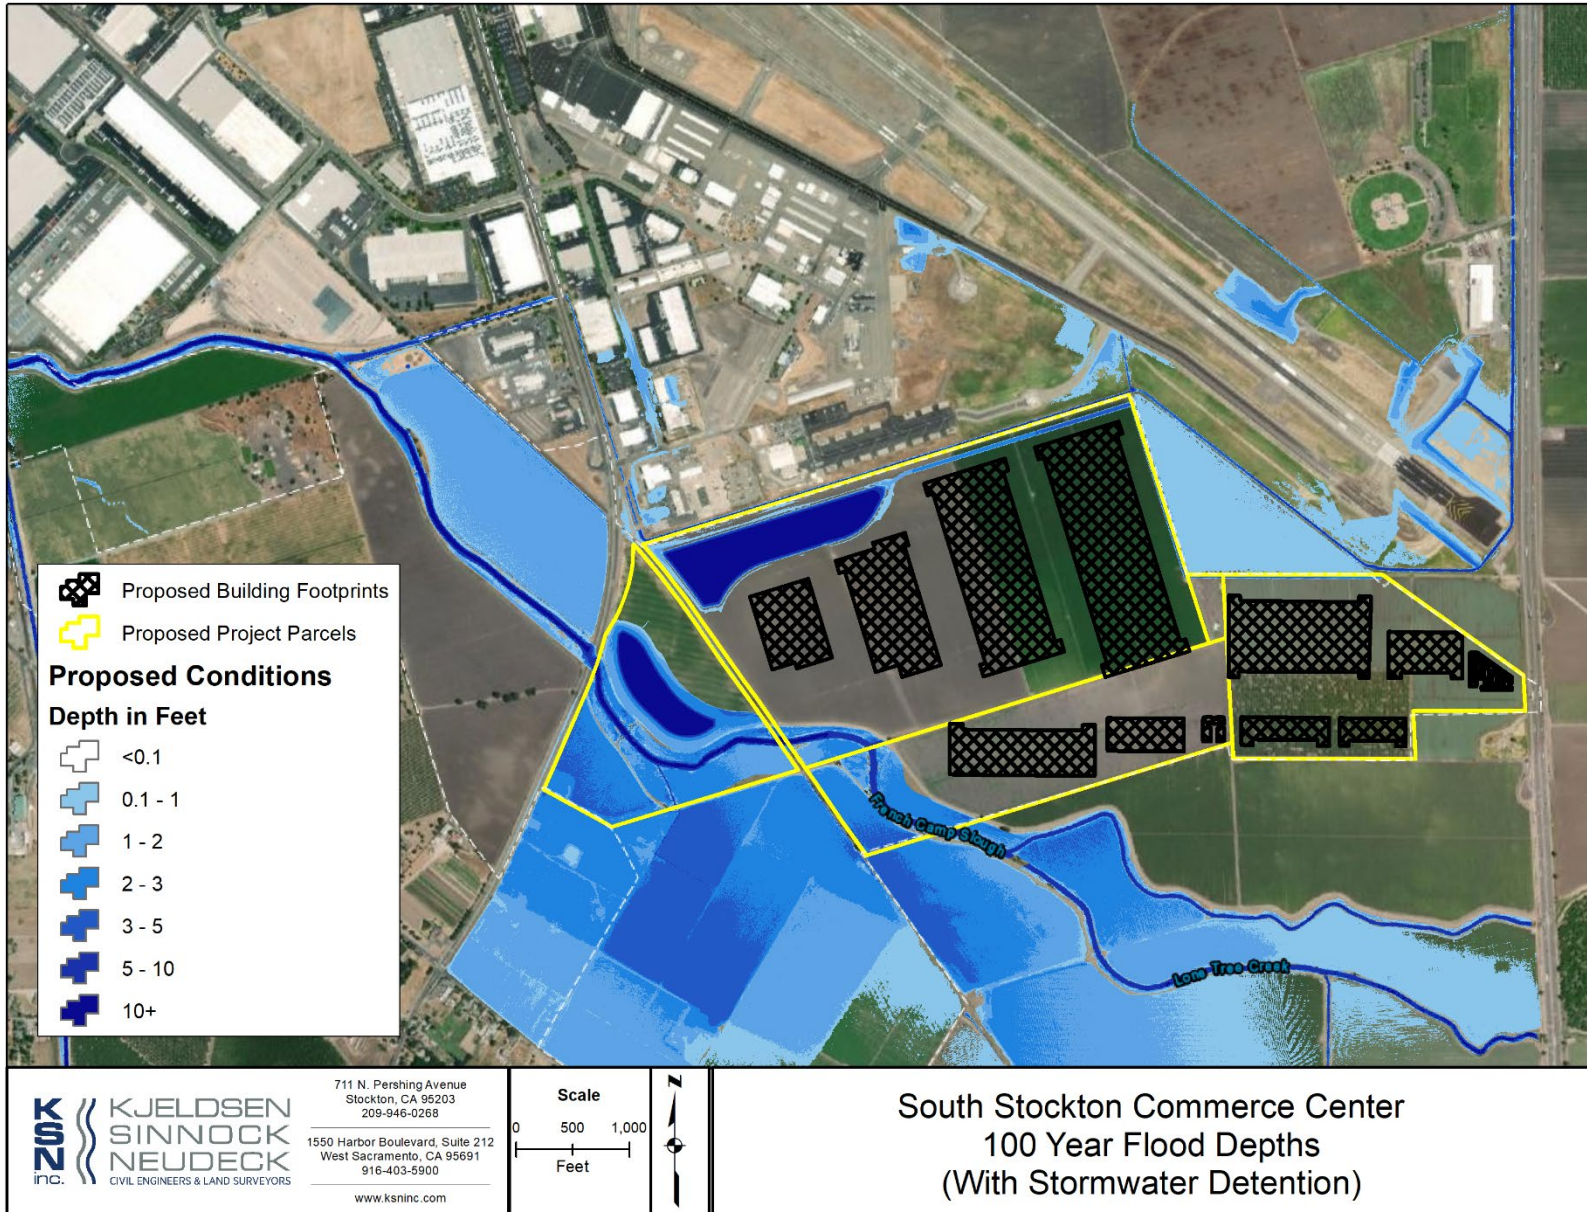 French Camp Slough
Lone Tree Creek
Proposed Building Footprints
Proposed Project Parcels
Proposed Conditions
Depth in Feet
<0.1
0.1 - 1
1 - 2
2 - 3
3 - 5
5 - 10
10+
KSN
inc.
KJELDSEN
SINNOCK
NEUDECK
CIVIL ENGINEERS & LAND SURVEYORS
711 N. Pershing Avenue
Stockton, CA 95203
209-946-0268
1550 Harbor Boulevard, Suite 212
West Sacramento, CA 95691
916-403-5900
www.ksninc.com
Scale
0 500 1,000
Feet
N
South Stockton Commerce Center
100 Year Flood Depths
(With Stormwater Detention)